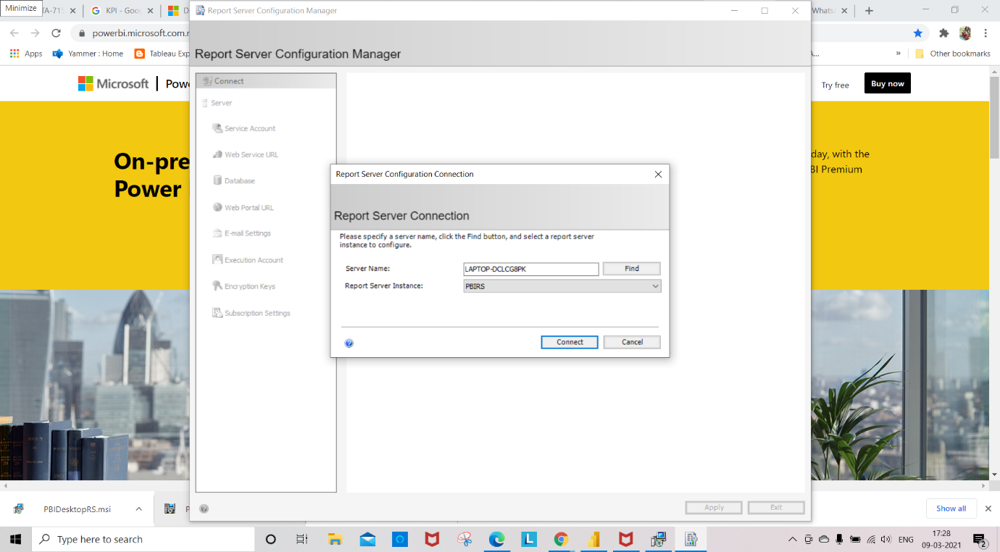 Minimize
TA-715
KPI - Goo
D
Report Server Configuration Manager
WhatsA
powerbi.microsoft.com
Apps
Yammer : Home
Tableau Exp
A...
»
Other bookmarks
Microsoft
Powe
Try free
Buy now
Report Server Configuration Manager
Connect
Server
Service Account
Web Service URL
Database
Web Portal URL
E-mail Settings
Execution Account
Encryption Keys
Subscription Settings
On-pre
Power
day, with the
BI Premium
Report Server Configuration Connection
Report Server Connection
Please specify a server name, click the Find button, and select a report server
instance to configure.
Server Name:
LAPTOP-DCLCG8PK
Find
Report Server Instance:
PBIRS
Connect
Cancel
Apply
Exit
PBIDesktopRS.msi
P
Show all
Type here to search
L
ENG
17:28
09-03-2021
2